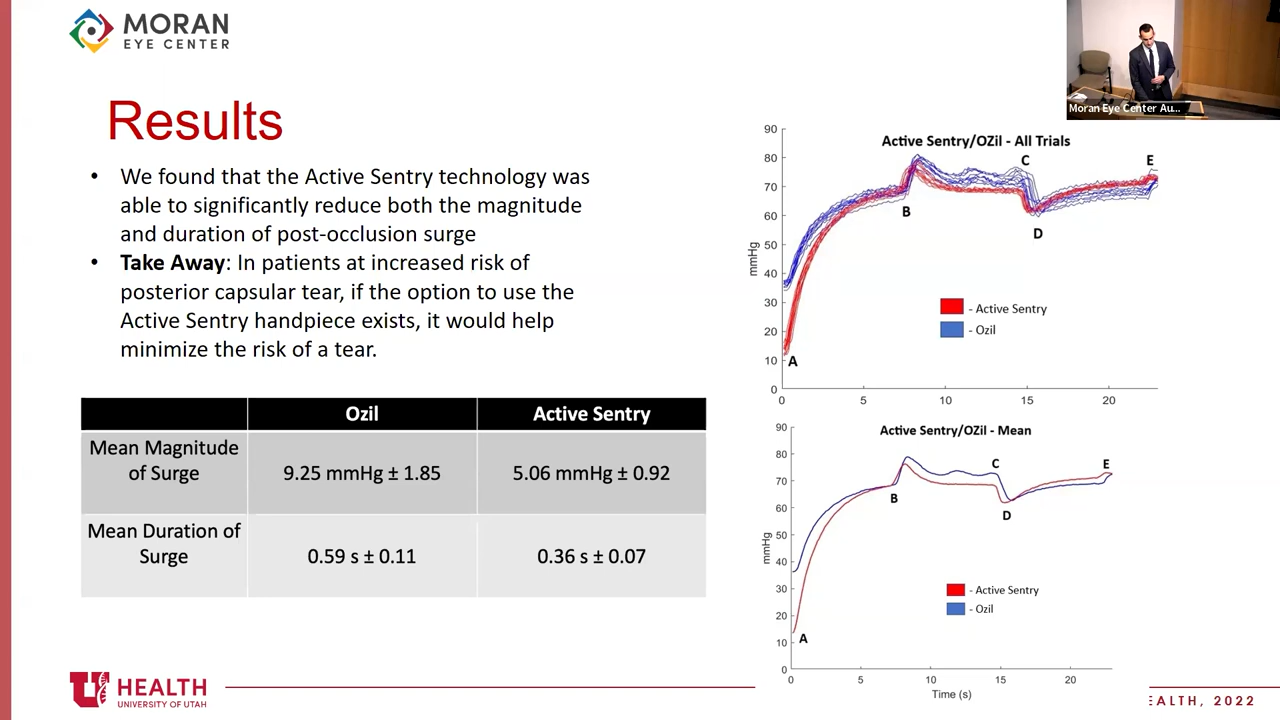 MORAN
EYE CENTER
Moran Eye Center Au...
Results
• We found that the Active Sentry technology was
able to significantly reduce both the magnitude
and duration of post-occlusion surge
• Take Away: In patients at increased risk of
posterior capsular tear, if the option to use the
Active Sentry handpiece exists, it would help
minimize the risk of a tear.
Ozil
Active Sentry
Mean Magnitude
of Surge
9.25 mmHg ± 1.85
5.06 mmHg ± 0.92
Mean Duration of
Surge
0.59 s ± 0.11
0.36 s ± 0.07
Active Sentry/OZil - All Trials
90
80
70
60
50
40
30
20
10
0
mmHg
0
5
10
15
20
A
B
C
D
E
- Active Sentry
- Ozil
Active Sentry/OZil - Mean
90
80
70
60
50
40
30
20
10
0
mmHg
0
5
10
15
20
Time (s)
A
B
C
D
E
- Active Sentry
- Ozil
U
HEALTH
UNIVERSITY OF UTAH
EALTH, 2022